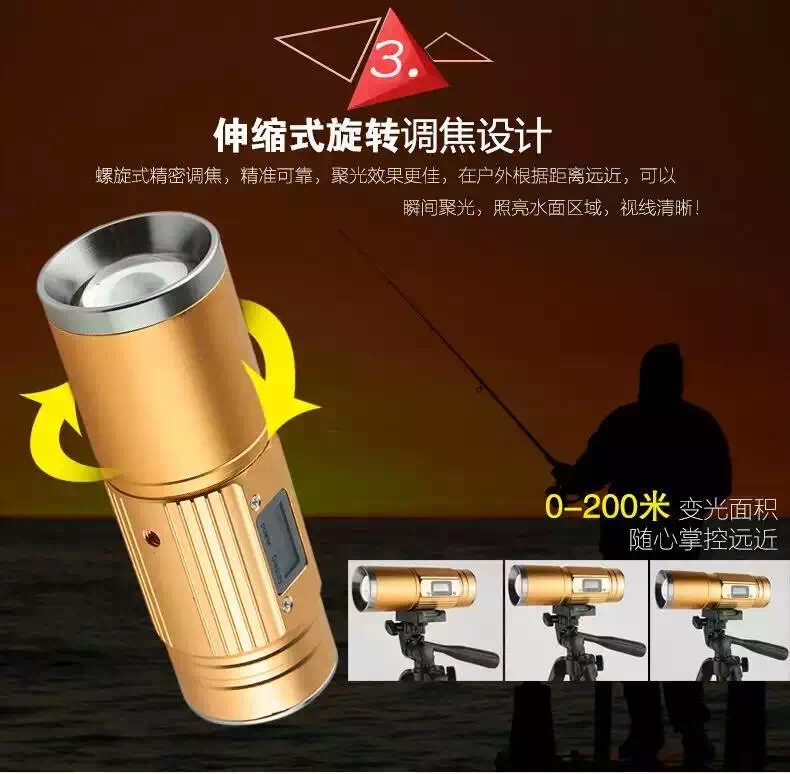 3.
伸缩式旋转调焦设计
螺旋式精密调焦，精准可靠，聚光效果更佳，在户外根据距离远近，可以
瞬间聚光，照亮水面区域，视线清晰！
0-200米 变光面积
随心掌控远近